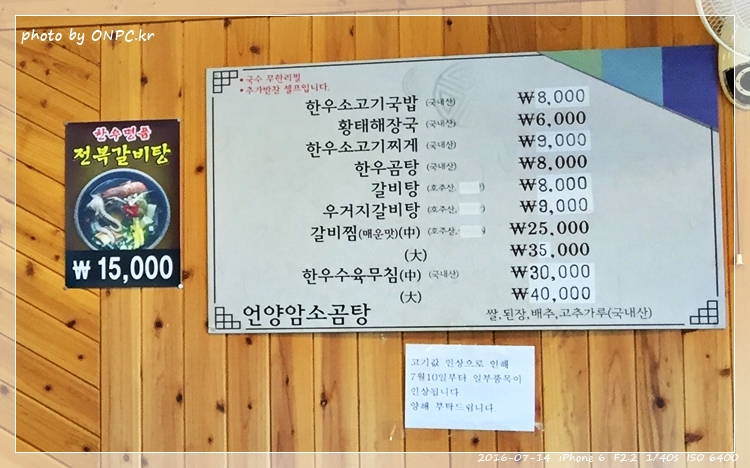 photo by ONPC.kr
• 국수 무한리필
• 추가반찬 셀프입니다.
한우소고기국밥 (국내산) ₩8,000
황태해장국 (국내산) ₩6,000
한우소고기찌게 (국내산) ₩9,000
한우곰탕 (국내산) ₩8,000
갈비탕 (호주산, ) ₩8,000
우거지갈비탕 (호주산, ) ₩9,000
갈비찜(매운맛)(中) (호주산, ) ₩25,000
(大) ₩35,000
한우수육무침(中) (국내산) ₩30,000
(大) ₩40,000
언양암소곰탕 쌀,된장,배추,고추가루(국내산)
한우명품
전복갈비탕
₩ 15,000
고기값 인상으로 인해
7월10일부터 일부품목이
인상됩니다
양해 부탁드립니다
2016-07-14 iPhone 6 F2.2 1/40s ISO 6400